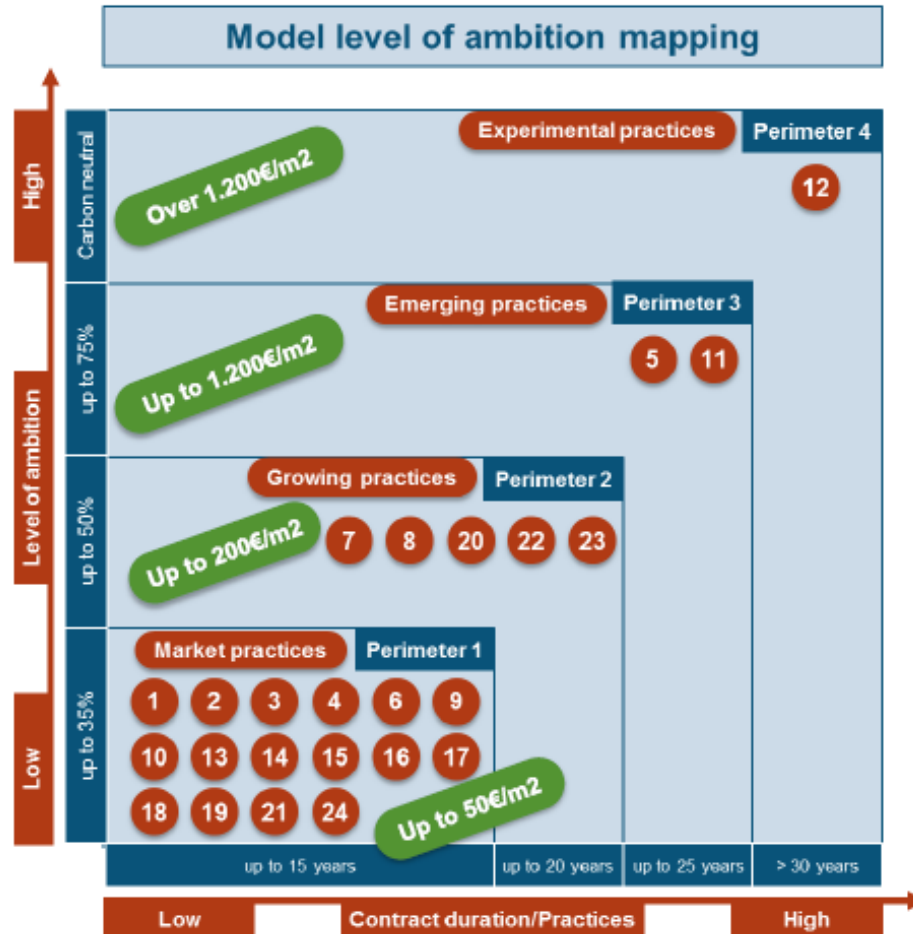 Model level of ambition mapping
High
Level of ambition
Low
Carbon neutral
up to 75%
up to 50%
up to 35%
Experimental practices
Perimeter 4
Over 1.200€/m2
12
Emerging practices
Perimeter 3
Up to 1.200€/m2
5 11
Growing practices
Perimeter 2
Up to 200€/m2
7 8 20 22 23
Market practices
Perimeter 1
1 2 3 4 6 9
10 13 14 15 16 17
18 19 21 24
Up to 50€/m2
up to 15 years
up to 20 years
up to 25 years
> 30 years
Low
Contract duration/Practices
High